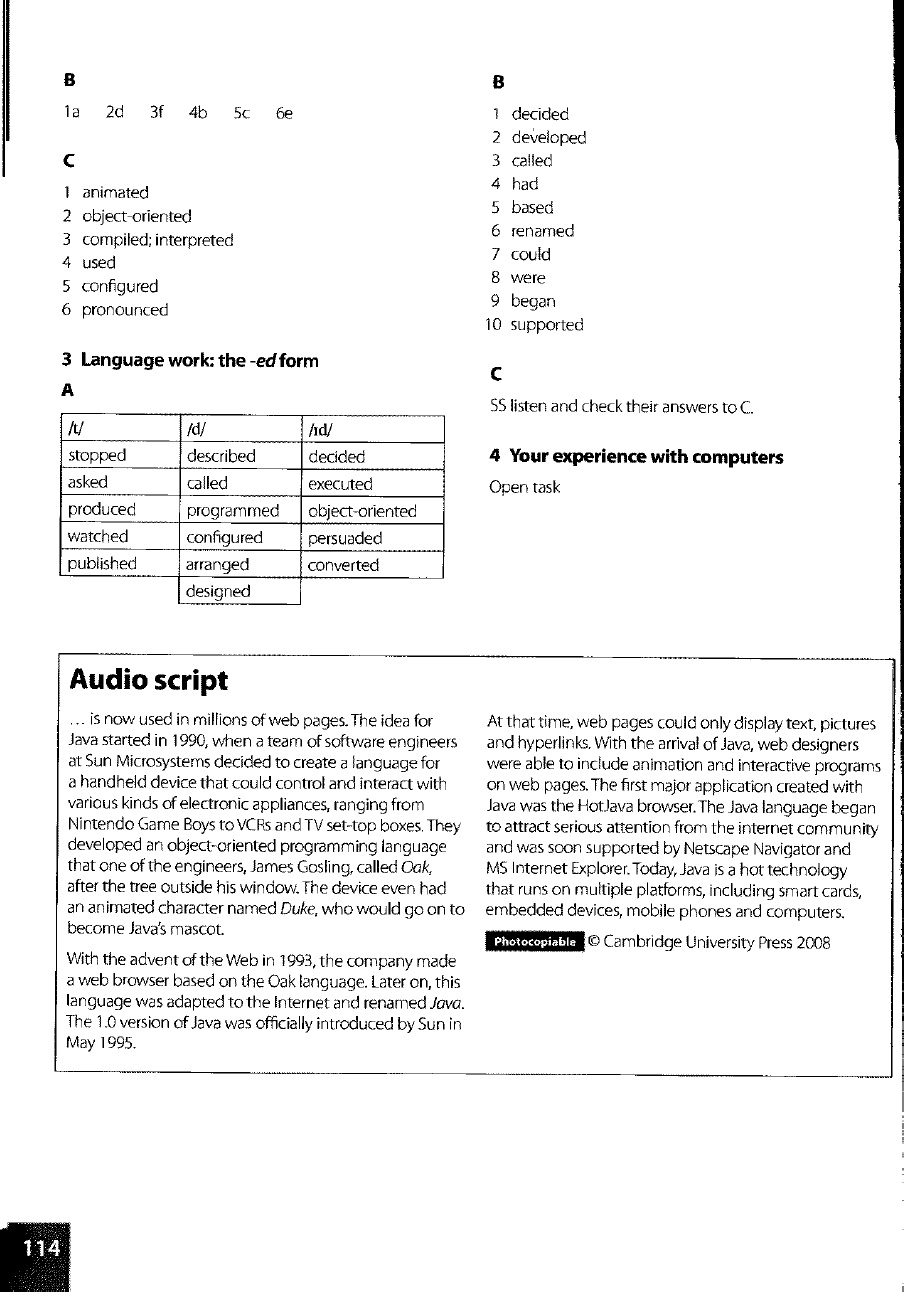 B
1a 2d 3f 4b 5c 6e
C
1 animated
2 object-oriented
3 compiled; interpreted
4 used
5 configured
6 pronounced
3 Language work: the -ed form
A
/t/ /d/ /ɪd/
stopped described decided
asked called executed
produced programmed object-oriented
watched configured persuaded
published arranged converted
designed
B
1 decided
2 developed
3 called
4 had
5 based
6 renamed
7 could
8 were
9 began
10 supported
C
SS listen and check their answers to C.
4 Your experience with computers
Open task
Audio script
… is now used in millions of web pages. The idea for
Java started in 1990, when a team of software engineers
at Sun Microsystems decided to create a language for
a handheld device that could control and interact with
various kinds of electronic appliances, ranging from
Nintendo Game Boys to VCRs and TV set-top boxes. They
developed an object-oriented programming language
that one of the engineers, James Gosling, called Oak,
after the tree outside his window. The device even had
an animated character named Duke, who would go on to
become Java's mascot.
With the advent of the Web in 1993, the company made
a web browser based on the Oak language. Later on, this
language was adapted to the Internet and renamed Java.
The 1.0 version of Java was officially introduced by Sun in
May 1995.
At that time, web pages could only display text, pictures
and hyperlinks. With the arrival of Java, web designers
were able to include animation and interactive programs
on web pages. The first major application created with
Java was the HotJava browser. The Java language began
to attract serious attention from the internet community
and was soon supported by Netscape Navigator and
MS Internet Explorer. Today, Java is a hot technology
that runs on multiple platforms, including smart cards,
embedded devices, mobile phones and computers.
Photocopiable © Cambridge University Press 2008
114